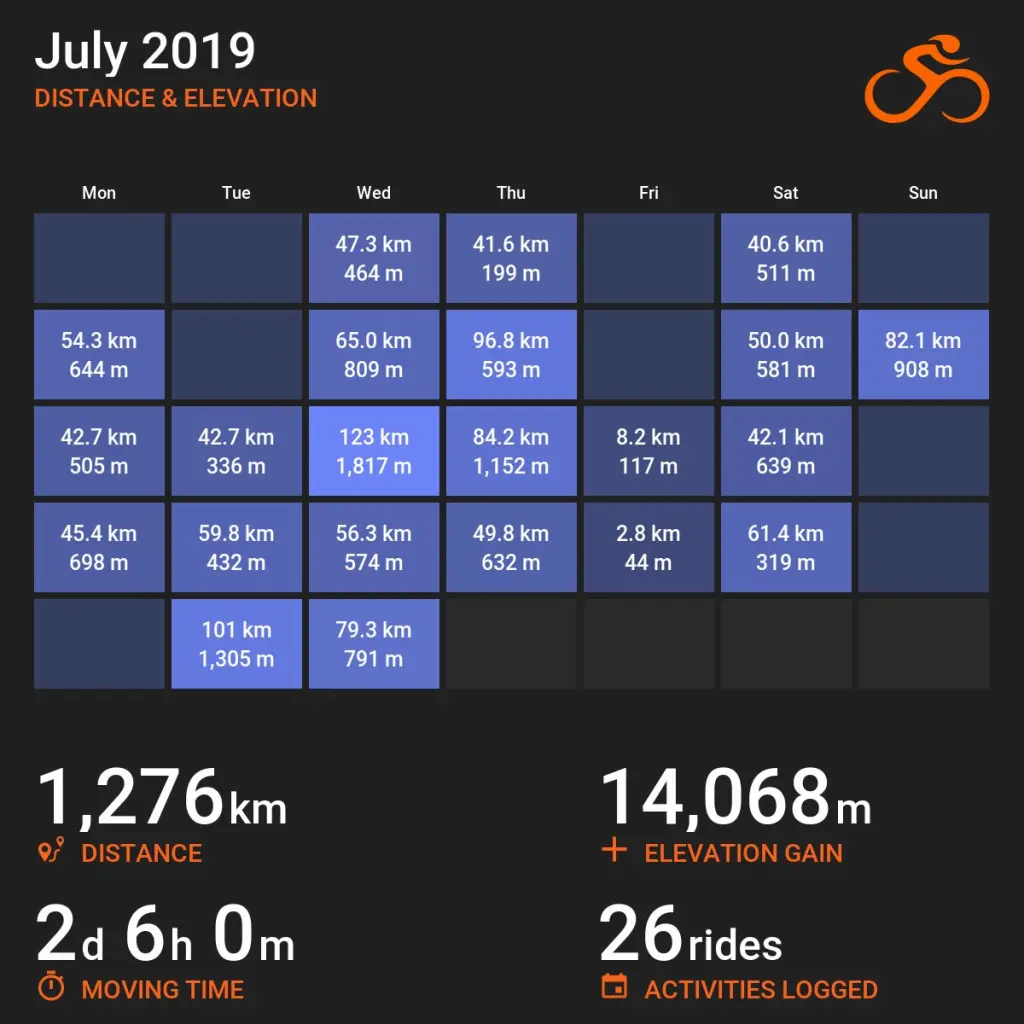 July 2019
DISTANCE & ELEVATION
Mon Tue Wed Thu Fri Sat Sun
47.3 km 41.6 km 40.6 km
464 m 199 m 511 m
54.3 km 65.0 km 96.8 km 50.0 km 82.1 km
644 m 809 m 593 m 581 m 908 m
42.7 km 42.7 km 123 km 84.2 km 8.2 km 42.1 km
505 m 336 m 1,817 m 1,152 m 117 m 639 m
45.4 km 59.8 km 56.3 km 49.8 km 2.8 km 61.4 km
698 m 432 m 574 m 632 m 44 m 319 m
101 km 79.3 km
1,305 m 791 m
1,276 km 14,068 m
DISTANCE ELEVATION GAIN
2d 6h 0m 26 rides
MOVING TIME ACTIVITIES LOGGED